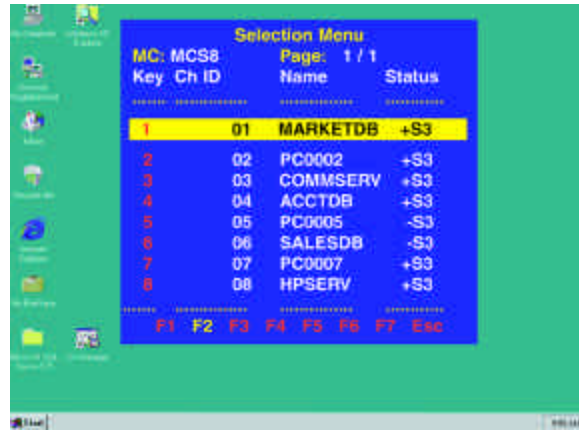 Selection Menu
MC: MCS8 Page: 1 / 1
Key Ch ID Name Status
1 01 MARKETDB +S3
2 02 PC0002 +S3
3 03 COMMSERV +S3
4 04 ACCTDB +S3
5 05 PC0005 -S3
6 06 SALESDB -S3
7 07 PC0007 +S3
8 08 HPSERV +S3
F1 F2 F3 F4 F5 F6 F7 Esc
Start